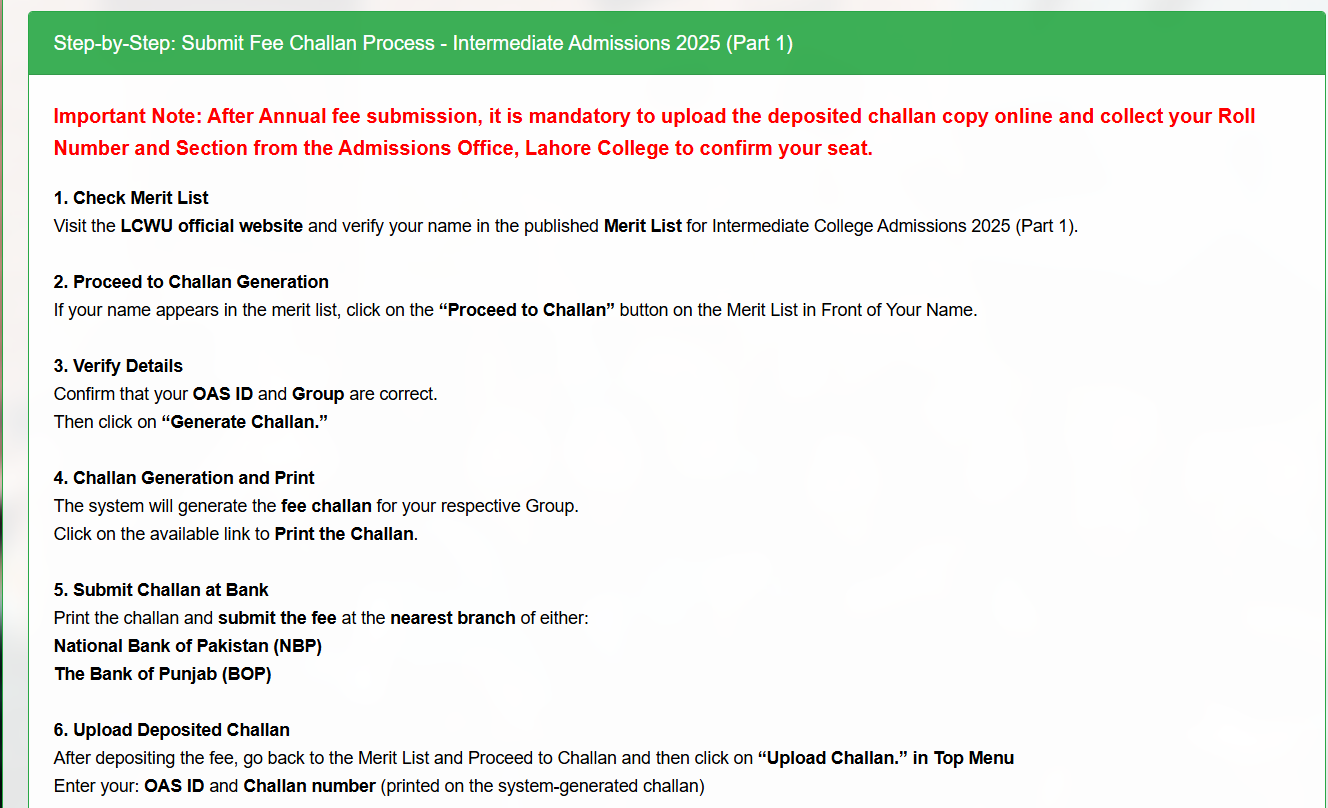 Step-by-Step: Submit Fee Challan Process - Intermediate Admissions 2025 (Part 1)
Important Note: After Annual fee submission, it is mandatory to upload the deposited challan copy online and collect your Roll
Number and Section from the Admissions Office, Lahore College to confirm your seat.
1. Check Merit List
Visit the LCWU official website and verify your name in the published Merit List for Intermediate College Admissions 2025 (Part 1).
2. Proceed to Challan Generation
If your name appears in the merit list, click on the “Proceed to Challan” button on the Merit List in Front of Your Name.
3. Verify Details
Confirm that your OAS ID and Group are correct.
Then click on “Generate Challan.”
4. Challan Generation and Print
The system will generate the fee challan for your respective Group.
Click on the available link to Print the Challan.
5. Submit Challan at Bank
Print the challan and submit the fee at the nearest branch of either:
National Bank of Pakistan (NBP)
The Bank of Punjab (BOP)
6. Upload Deposited Challan
After depositing the fee, go back to the Merit List and Proceed to Challan and then click on “Upload Challan.” in Top Menu
Enter your: OAS ID and Challan number (printed on the system-generated challan)